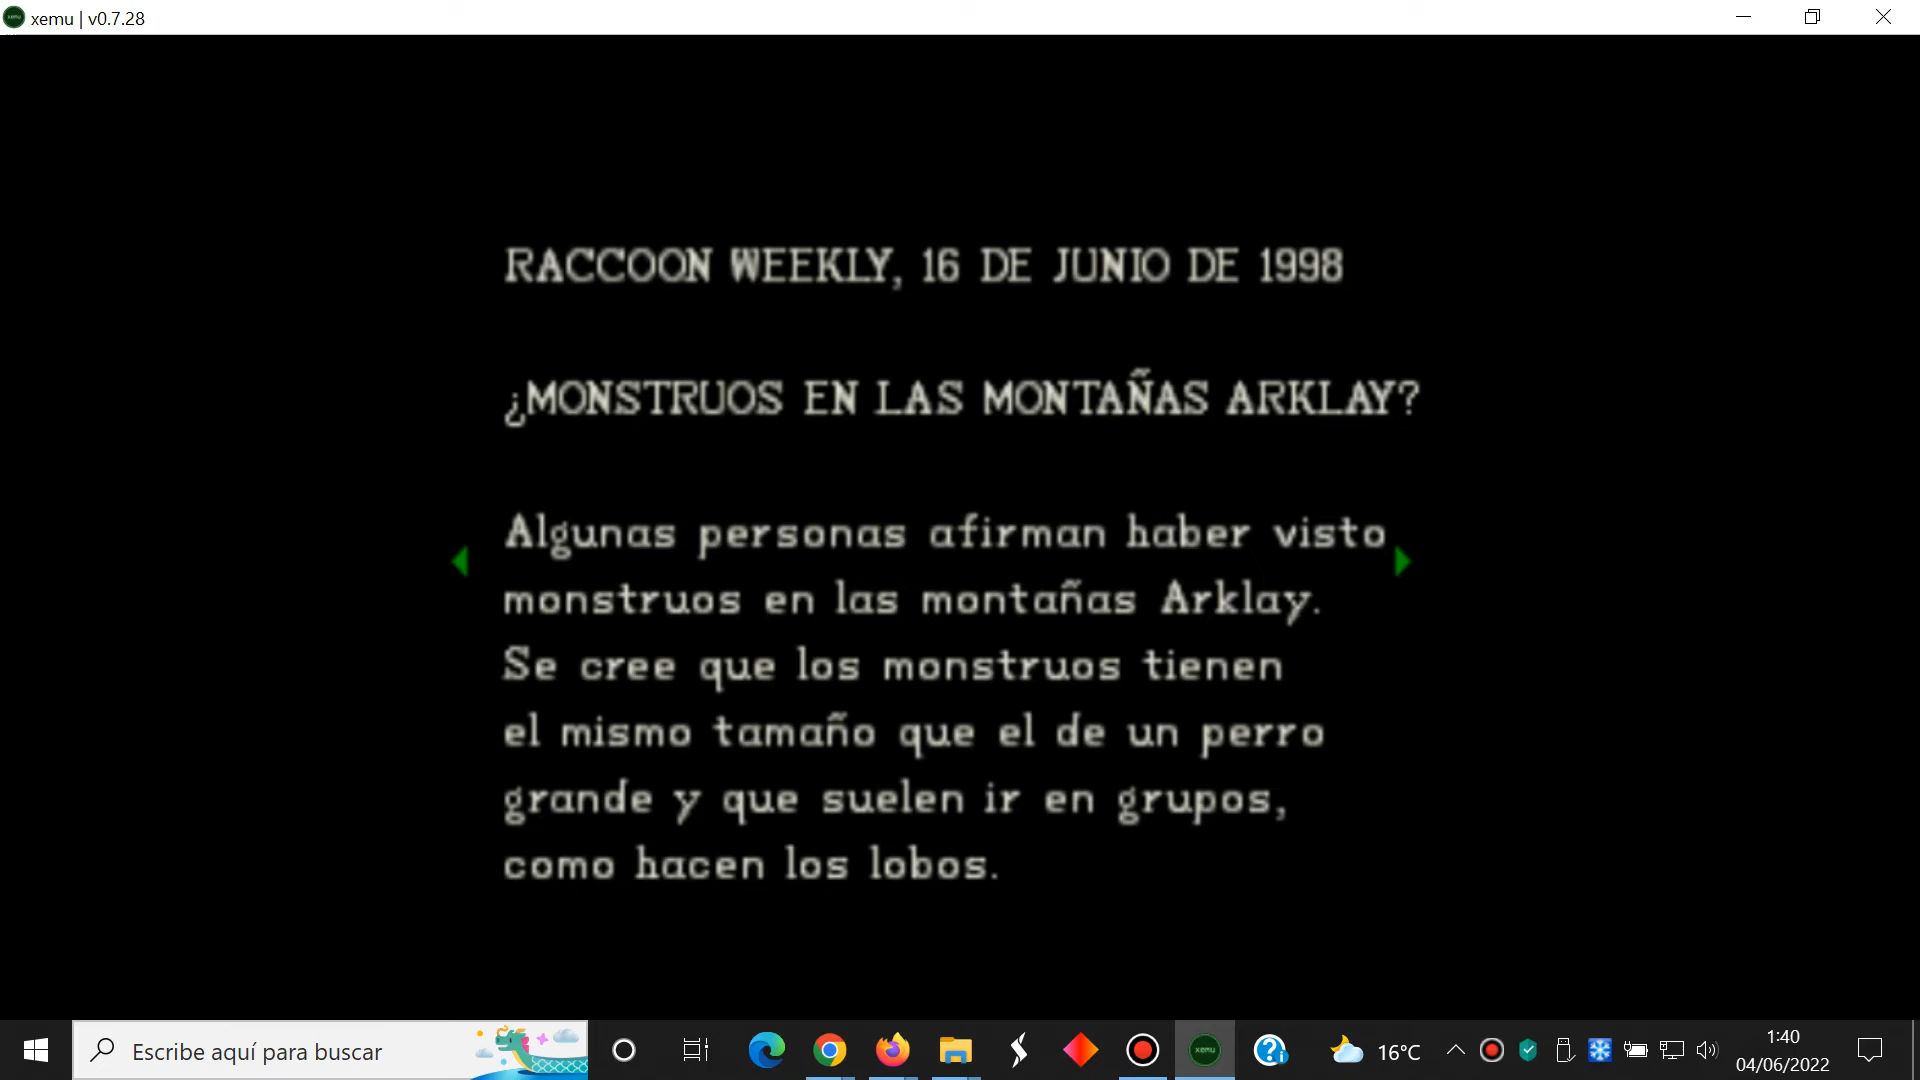 xemu | v0.7.28
RACCOON WEEKLY, 16 DE JUNIO DE 1998
¿MONSTRUOS EN LAS MONTAÑAS ARKLAY?
Algunas personas afirman haber visto
monstruos en las montañas Arklay.
Se cree que los monstruos tienen
el mismo tamaño que el de un perro
grande y que suelen ir en grupos,
como hacen los lobos.
Escribe aquí para buscar
xemu
16°C
1:40
04/06/2022